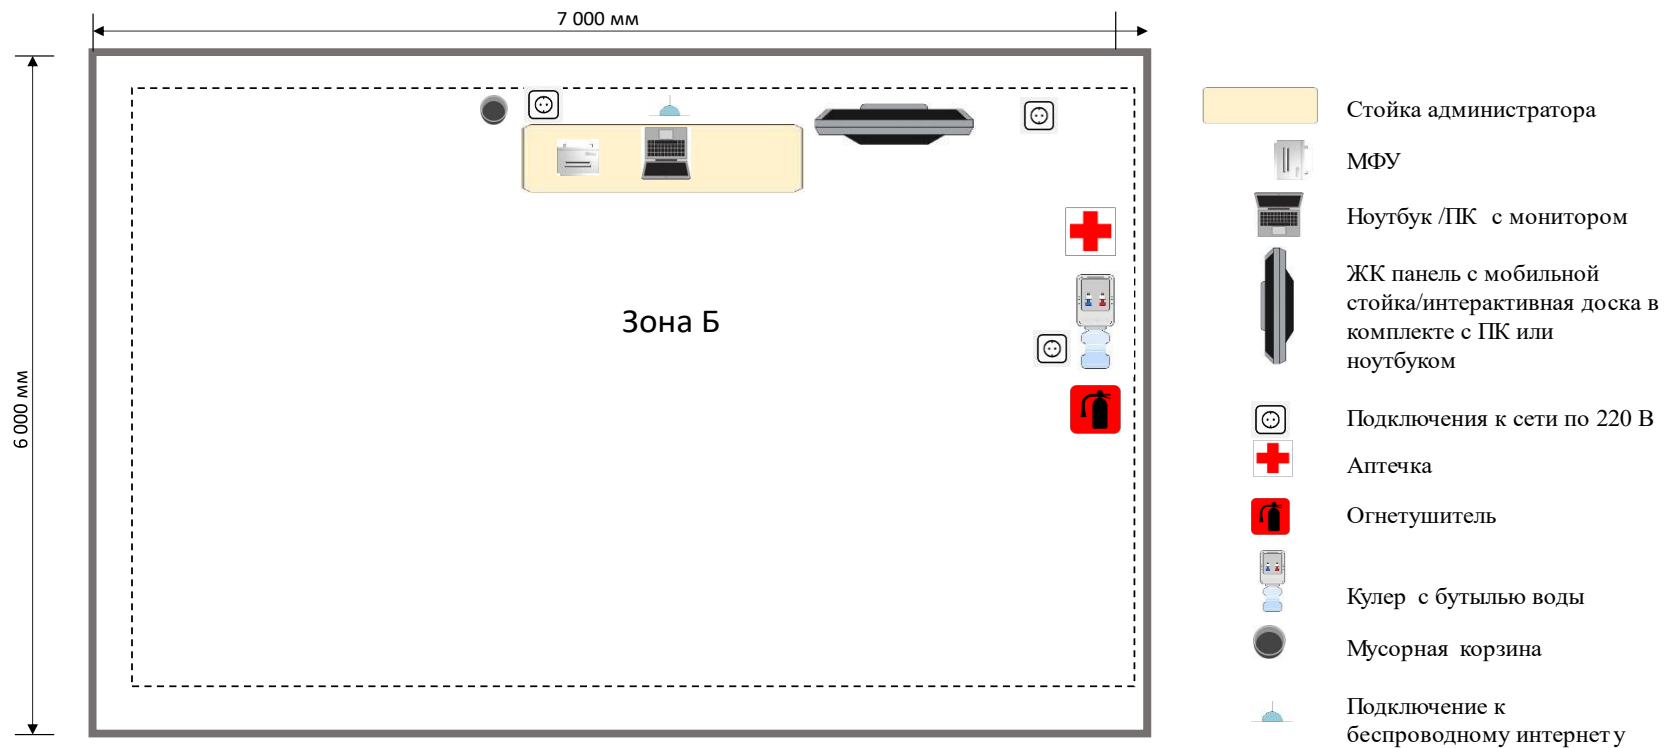 7 000 мм
6 000 мм
Зона Б
Стойка администратора
МФУ
Ноутбук /ПК с монитором
ЖК панель с мобильной
стойка/интерактивная доска в
комплекте с ПК или
ноутбуком
Подключения к сети по 220 В
Аптечка
Огнетушитель
Кулер с бутылью воды
Мусорная корзина
Подключение к
беспроводному интернету